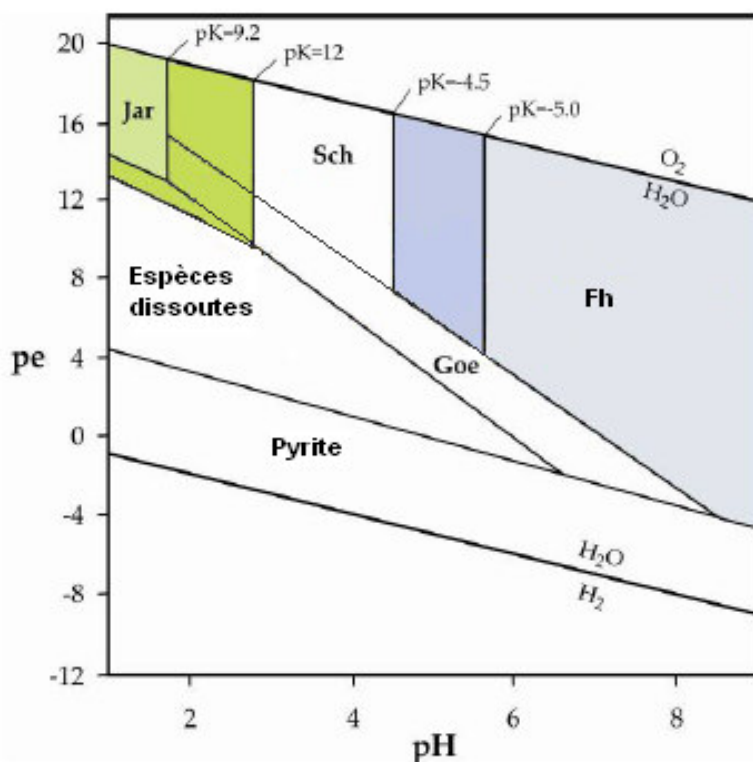 pK=9.2
pK=12
pK=-4.5
pK=-5.0
20
16
12
8
4
0
-4
-8
-12
pe
Jar
Sch
O₂
H₂O
Espèces
dissoutes
Fh
Goe
Pyrite
H₂O
H₂
2
4
6
8
pH